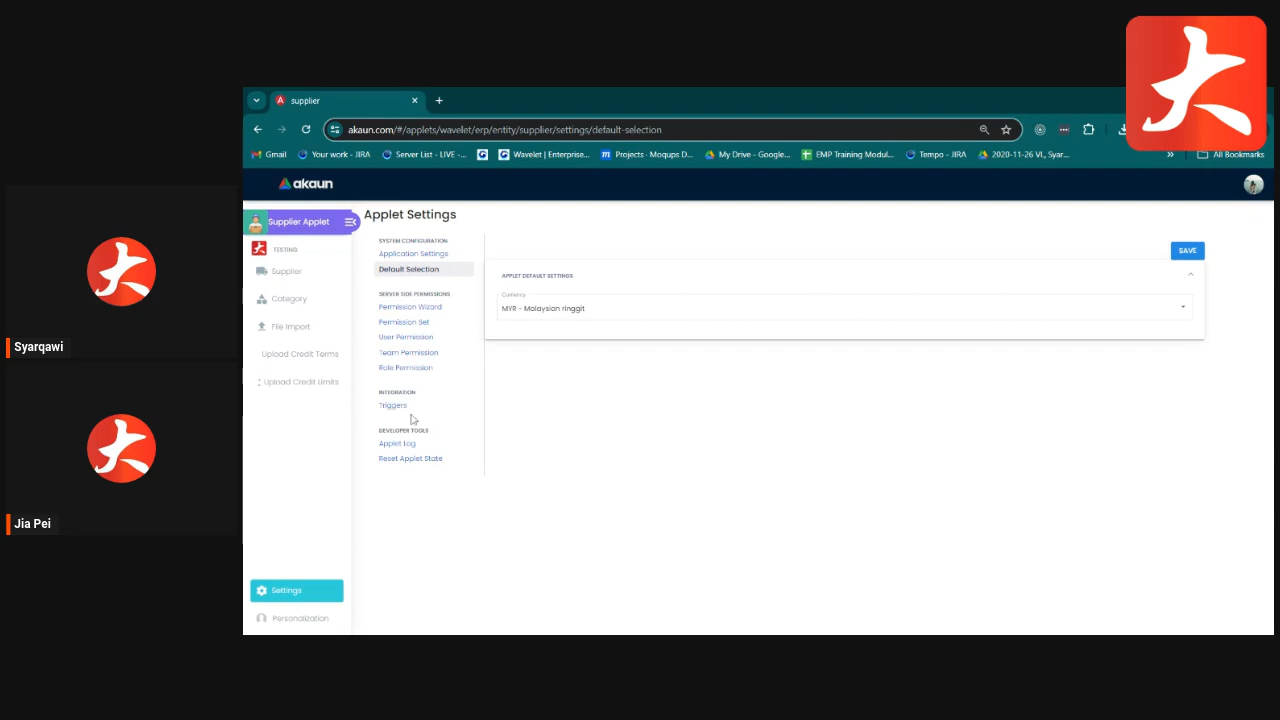 supplier
akaun.com/#/applets/wavelet/erp/entity/supplier/settings/default-selection
Gmail
Your work - JIRA
Server List - LIVE -...
Wavelet | Enterprise...
Projects · Moqups D...
My Drive - Google...
EMP Training Modul...
Tempo - JIRA
2020-11-26 VL, Syar...
All Bookmarks
akaun
Supplier Applet
TESTING
Supplier
Category
File Import
Upload Credit Terms
Upload Credit Limits
Settings
Personalization
Applet Settings
SYSTEM CONFIGURATION
Application Settings
Default Selection
SERVER SIDE PERMISSIONS
Permission Wizard
Permission Set
User Permission
Team Permission
Role Permission
INTEGRATION
Triggers
DEVELOPER TOOLS
Applet Log
Reset Applet State
SAVE
APPLET DEFAULT SETTINGS
Currency
MYR - Malaysian ringgit
Syarqawi
Jia Pei